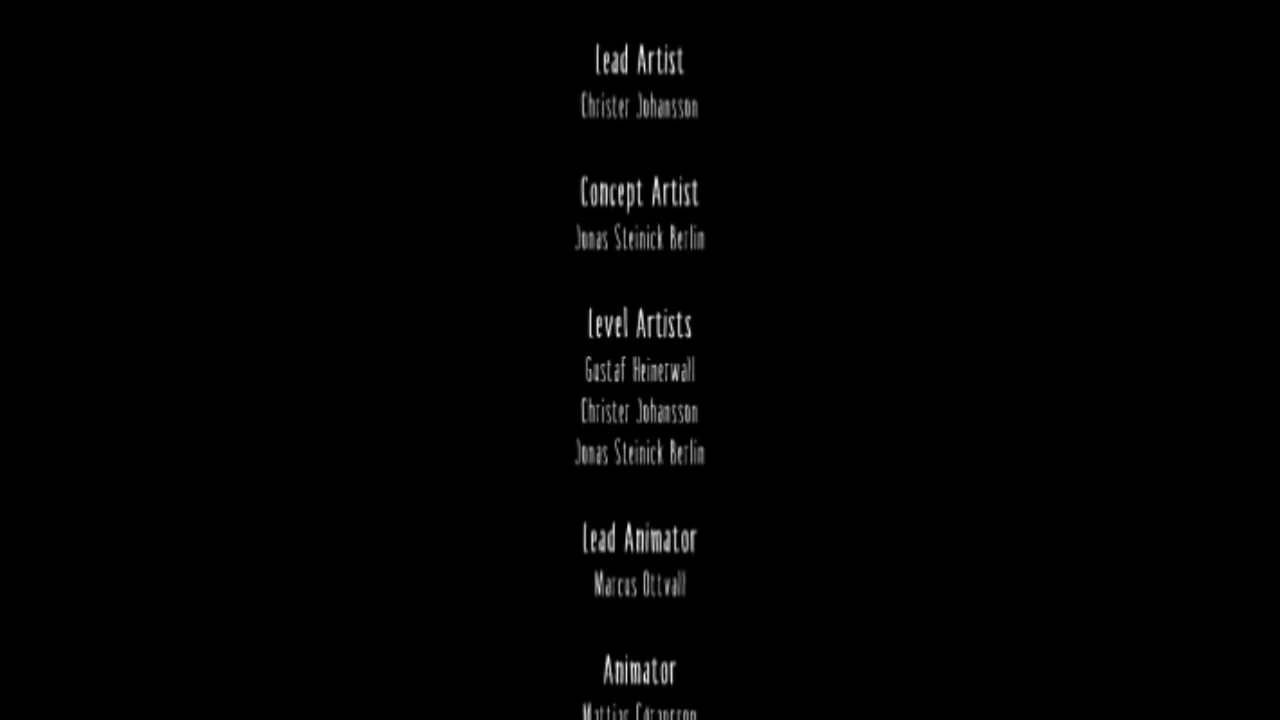 Lead Artist
Christer Johansson
Concept Artist
Jonas Steinick Berlin
Level Artists
Gustaf Heinerwall
Christer Johansson
Jonas Steinick Berlin
Lead Animator
Marcus Ottvall
Animator
Mattias